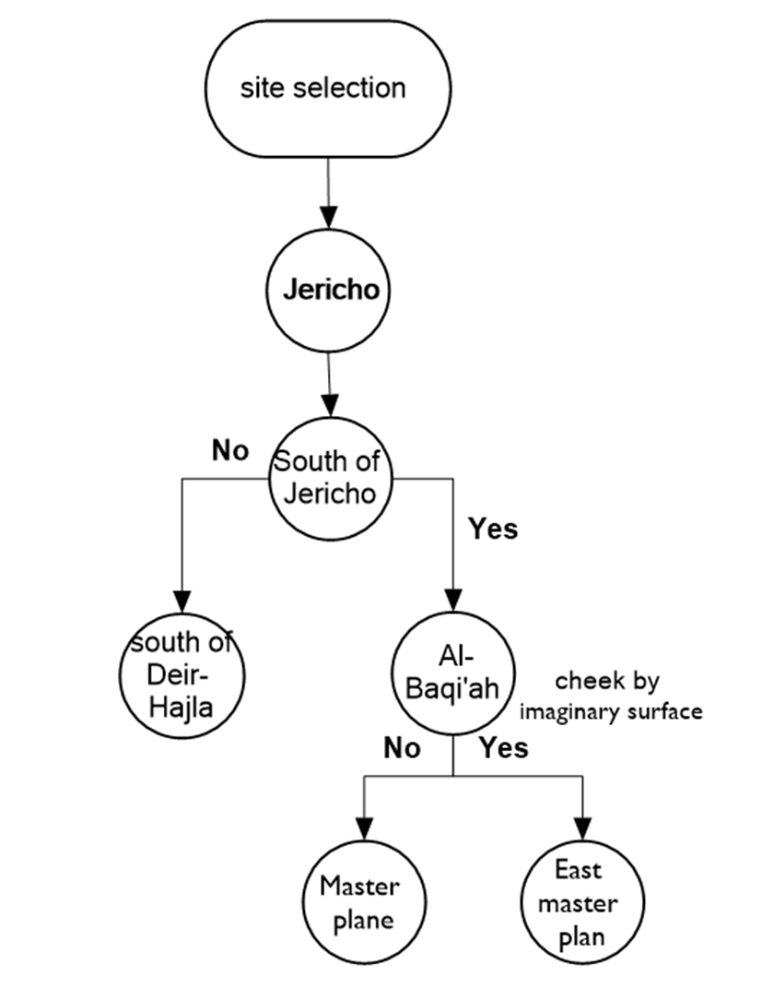 site selection
Jericho
No
South of
Jericho
Yes
south of
Deir-
Hajla
Al-
Baqi'ah
cheek by
imaginary surface
No
Yes
Master
plane
East
master
plan